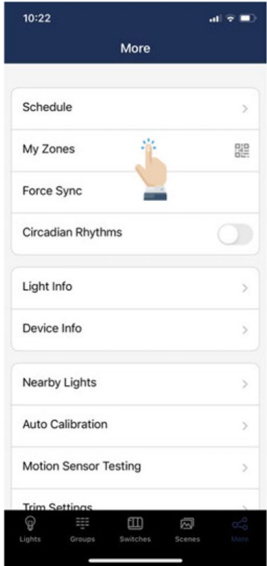 10:22
More
Schedule
My Zones
Force Sync
Circadian Rhythms
Light Info
Device Info
Nearby Lights
Auto Calibration
Motion Sensor Testing
Trim Settings
Lights Groups Switches Scenes More